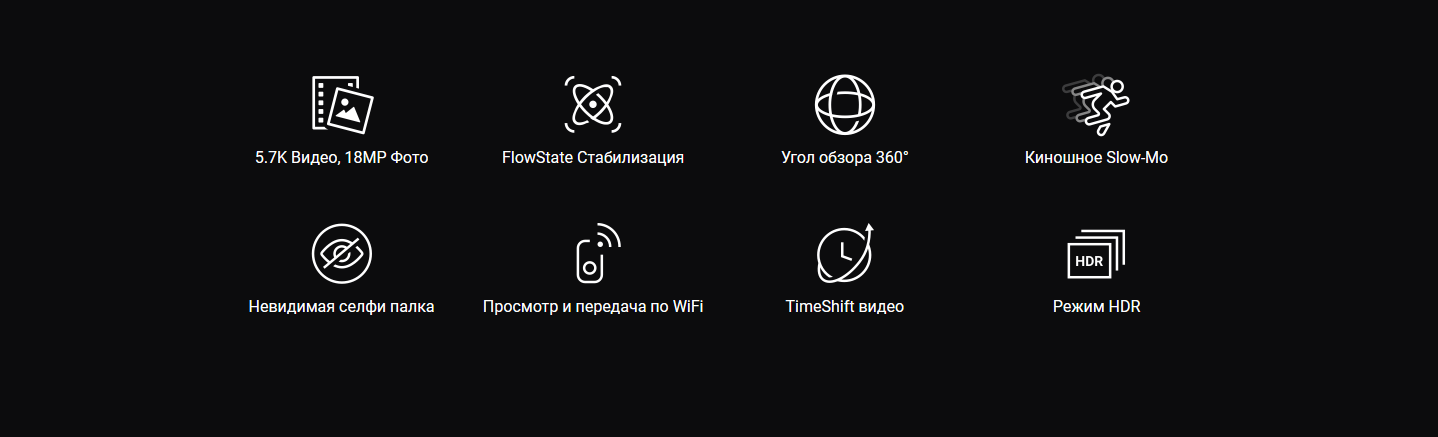 5.7K Видео, 18MP Фото
FlowState Стабилизация
Угол обзора 360°
Киношное Slow-Mo
HDR
Невидимая селфи палка
Просмотр и передача по WiFi
TimeShift видео
Режим HDR